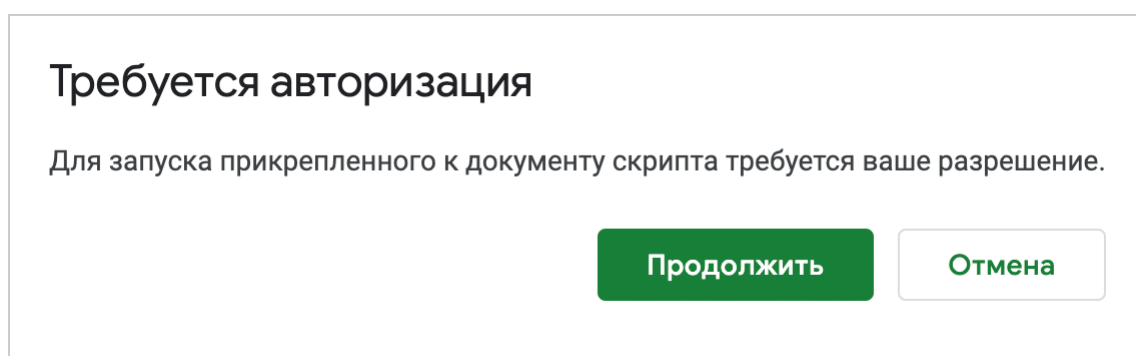 Требуется авторизация
Для запуска прикрепленного к документу скрипта требуется ваше разрешение.
Продолжить
Отмена